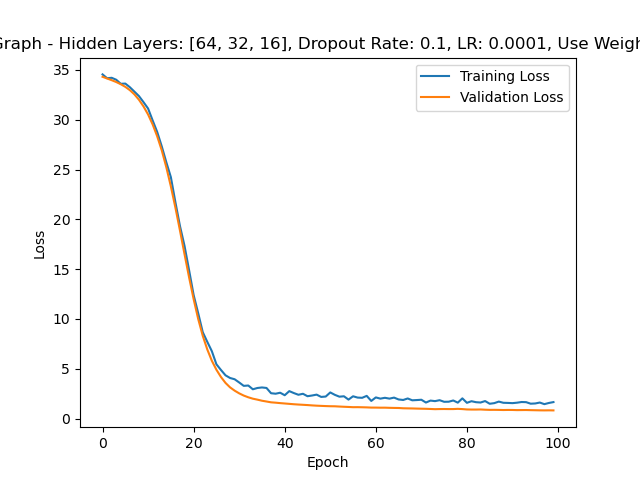 Graph - Hidden Layers: [64, 32, 16], Dropout Rate: 0.1, LR: 0.0001, Use
Training Loss
Validation Loss
Loss
35
30
25
20
15
10
5
0
0 20 40 60 80 100
Epoch